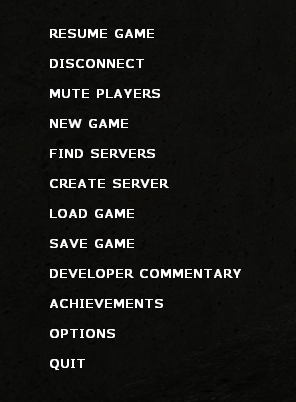 RESUME GAME
DISCONNECT
MUTE PLAYERS
NEW GAME
FIND SERVERS
CREATE SERVER
LOAD GAME
SAVE GAME
DEVELOPER COMMENTARY
ACHIEVEMENTS
OPTIONS
QUIT